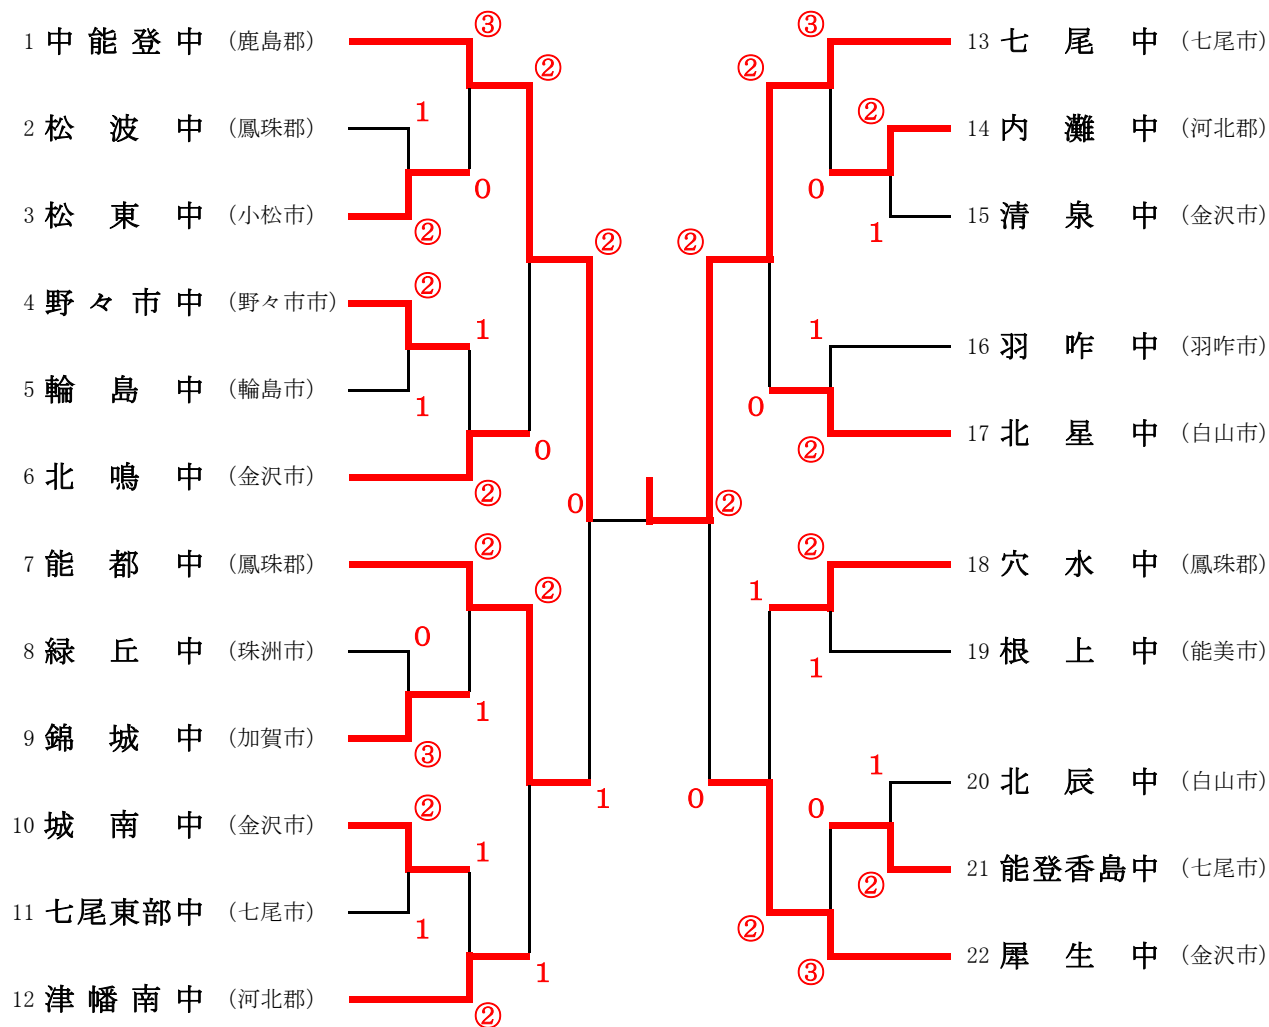 1 中能登中 （鹿島郡）
2 松波中 （鳳珠郡）
3 松東中 （小松市）
4 野々市中 （野々市市）
5 輪島中 （輪島市）
6 北鳴中 （金沢市）
7 能都中 （鳳珠郡）
8 緑丘中 （珠洲市）
9 錦城中 （加賀市）
10 城南中 （金沢市）
11 七尾東部中 （七尾市）
12 津幡南中 （河北郡）
③
②
1
0
②
②
②
1
1
0
②
0
②
②
0
1
③
②
1
1
1
1
②
③
②
②
②
0
1
1
0
②
②
②
1
1
1
0
②
0
②
③
13 七尾中 （七尾市）
14 内灘中 （河北郡）
15 清泉中 （金沢市）
16 羽咋中 （羽咋市）
17 北星中 （白山市）
18 穴水中 （鳳珠郡）
19 根上中 （能美市）
20 北辰中 （白山市）
21 能登香島中 （七尾市）
22 犀生中 （金沢市）